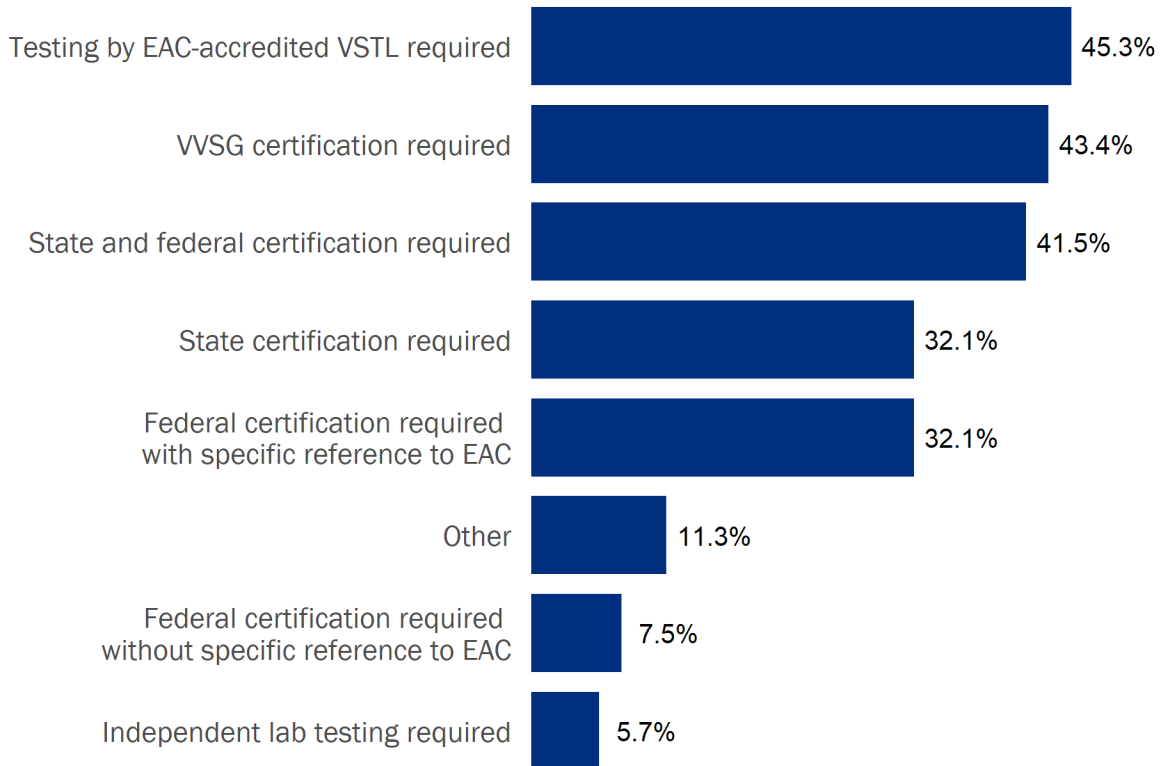 Testing by EAC-accredited VSTL required 45.3%
VVSG certification required 43.4%
State and federal certification required 41.5%
State certification required 32.1%
Federal certification required
with specific reference to EAC 32.1%
Other 11.3%
Federal certification required
without specific reference to EAC 7.5%
Independent lab testing required 5.7%